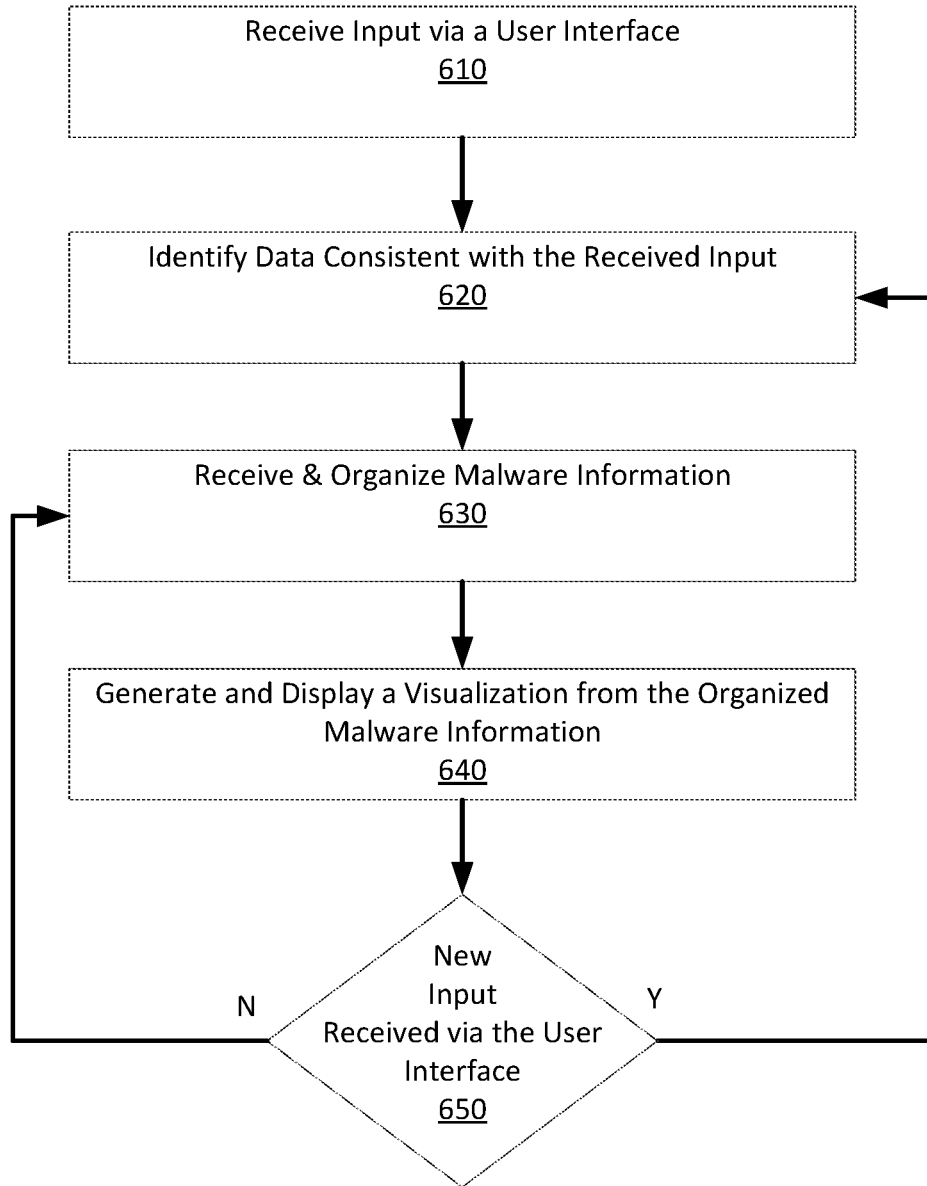 Receive Input via a User Interface
610
Identify Data Consistent with the Received Input
620
Receive & Organize Malware Information
630
Generate and Display a Visualization from the Organized
Malware Information
640
New
Input
Received via the User
Interface
650
N
Y